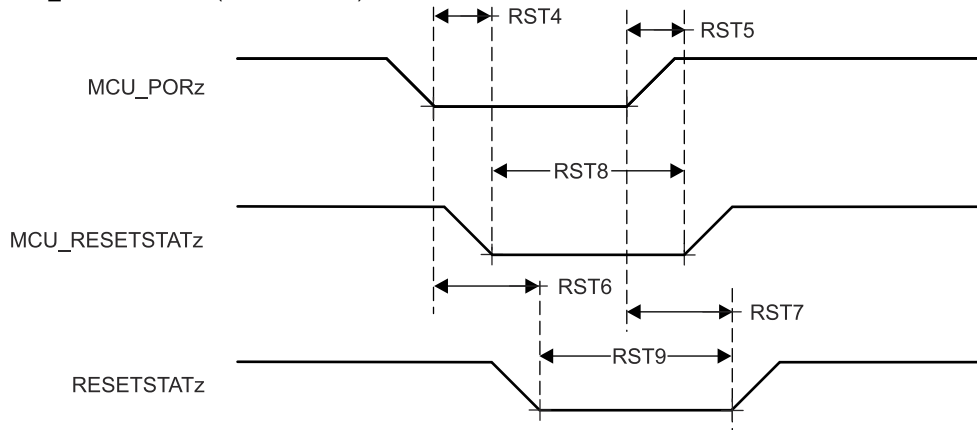 RST4
RST5
MCU_PORz
RST8
MCU_RESETSTATz
RST6
RST7
RST9
RESETSTATz